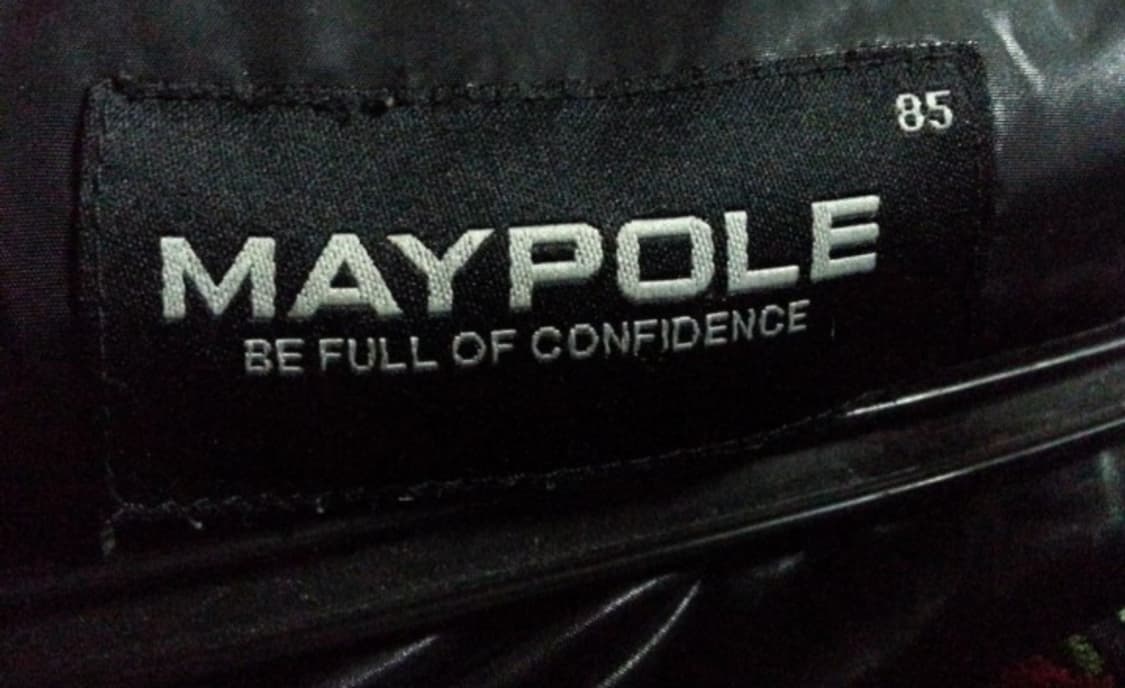 85
MAYPOLE
BE FULL OF CONFIDENCE